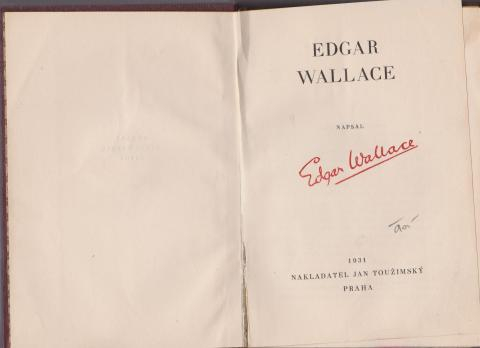 EDGAR
WALLACE
NAPSAL
Edgar Wallace
1931
NAKLADATEL JAN TOUŽIMSKÝ
PRAHA